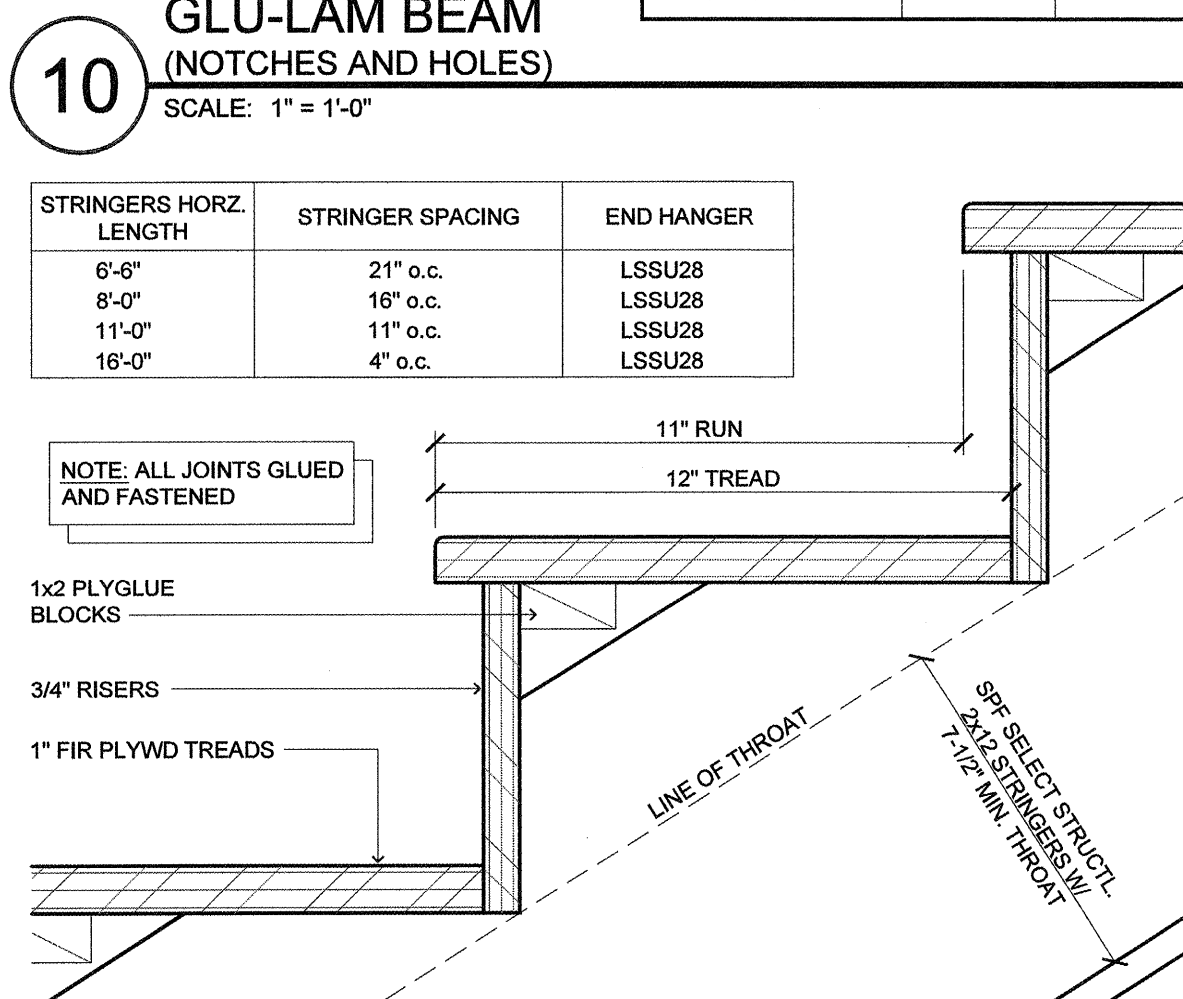 GLU-LAM BEAM
10
(NOTCHES AND HOLES)
SCALE: 1" = 1'-0"
STRINGERS HORZ. LENGTH STRINGER SPACING END HANGER
6'-6" 21" o.c. LSSU28
8'-0" 16" o.c. LSSU28
11'-0" 11" o.c. LSSU28
16'-0" 4" o.c. LSSU28
11" RUN
12" TREAD
NOTE: ALL JOINTS GLUED
AND FASTENED
1x2 PLYGLUE
BLOCKS
3/4" RISERS
1" FIR PLYWD TREADS
LINE OF THROAT
SPF SELECT STRUCTL.
2x12 STRINGERS W/
7-1/2" MIN. THROAT